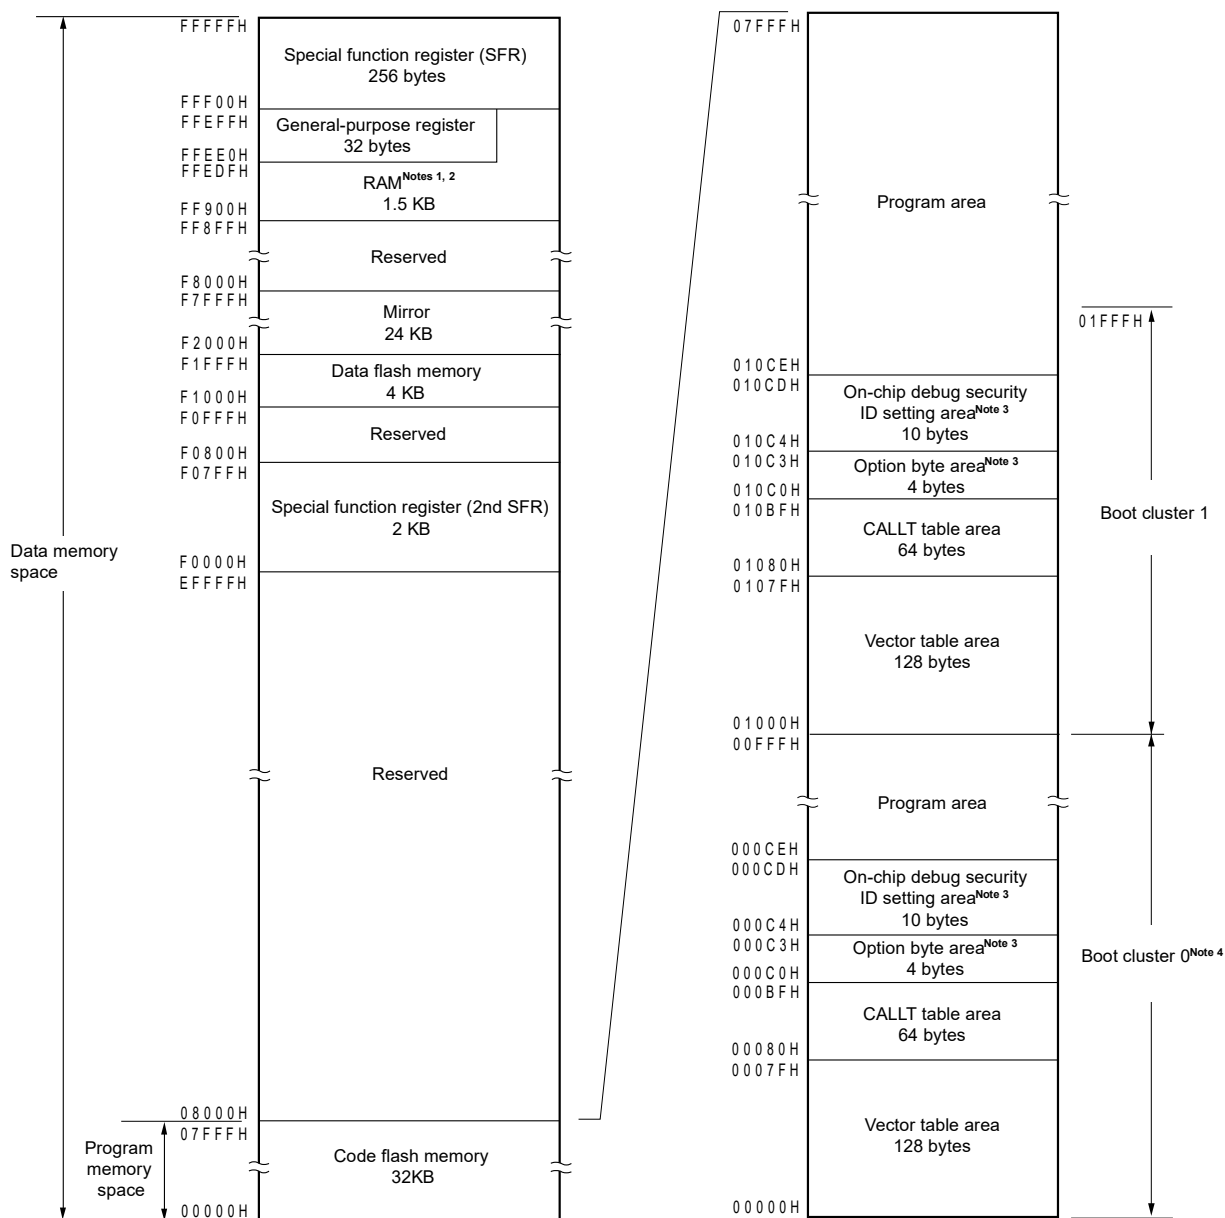 Data memory
space
Program
memory
space
FFFFFH
Special function register (SFR)
256 bytes
FFF00H
FFEFFH
General-purpose register
32 bytes
FFEE0H
FFEDFH
RAMNotes 1, 2
1.5 KB
FF900H
FF8FFH
Reserved
F8000H
F7FFFH
Mirror
24 KB
F2000H
F1FFFH
Data flash memory
4 KB
F1000H
F0FFFH
Reserved
F0800H
F07FFH
Special function register (2nd SFR)
2 KB
F0000H
EFFFFH
Reserved
08000H
07FFFH
Code flash memory
32KB
00000H
07FFFH
Program area
01FFFH
010CEH
010CDH
On-chip debug security
ID setting areaNote 3
10 bytes
010C4H
010C3H
Option byte areaNote 3
4 bytes
010C0H
010BFH
CALLT table area
64 bytes
01080H
0107FH
Vector table area
128 bytes
01000H
00FFFH
Boot cluster 1
Program area
000CEH
000CDH
On-chip debug security
ID setting areaNote 3
10 bytes
000C4H
000C3H
Option byte areaNote 3
4 bytes
000C0H
000BFH
CALLT table area
64 bytes
00080H
0007FH
Vector table area
128 bytes
00000H
Boot cluster 0Note 4